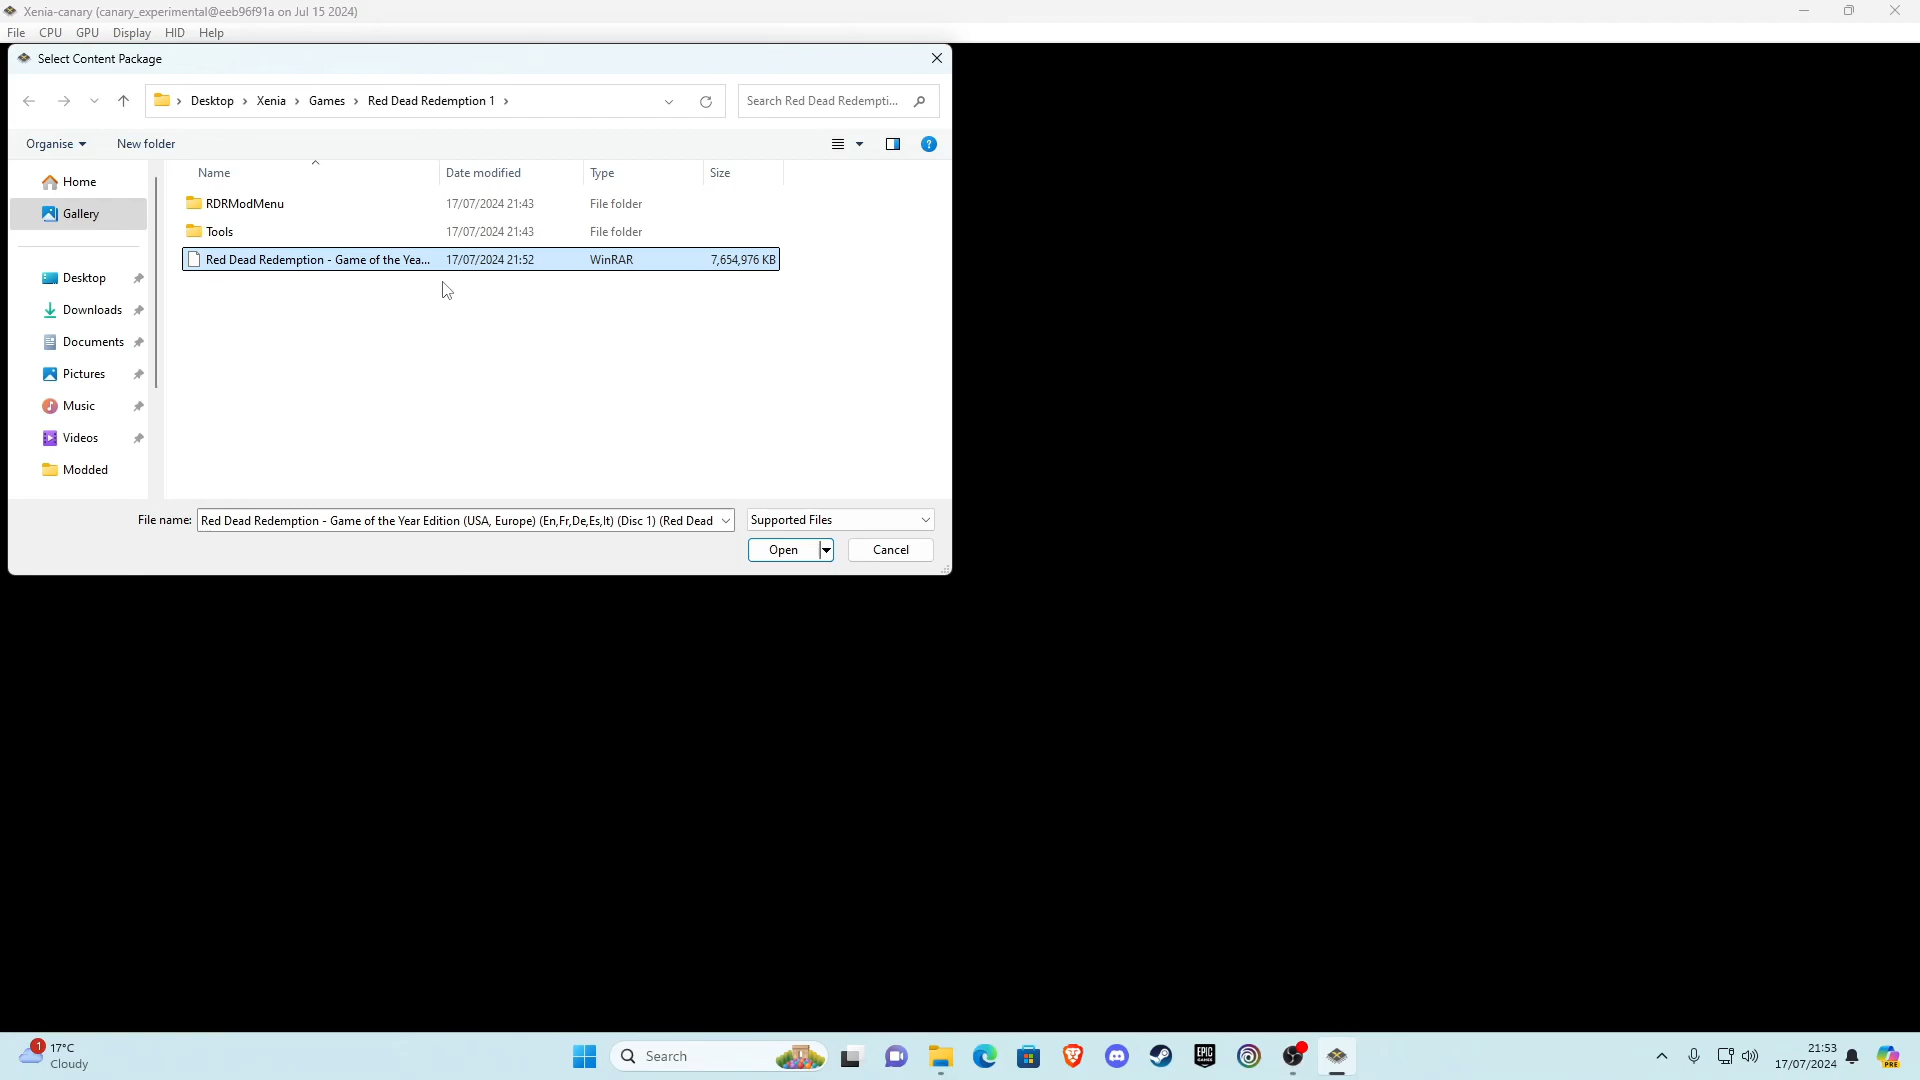 Xenia-canary (canary_experimental@eeb96f91a on Jul 15 2024)
File CPU GPU Display HID Help
Select Content Package
Desktop Xenia Games Red Dead Redemption 1
Search Red Dead Redempti...
Organise New folder
Name Date modified Type Size
Home
Gallery
Desktop
Downloads
Documents
Pictures
Music
Videos
Modded
RDRModMenu 17/07/2024 21:43 File folder
Tools 17/07/2024 21:43 File folder
Red Dead Redemption - Game of the Yea... 17/07/2024 21:52 WinRAR 7,654,976 KB
File name: Red Dead Redemption - Game of the Year Edition (USA, Europe) (En,Fr,De,Es,It) (Disc 1) (Red Dead
Supported Files
Open Cancel
1
17°C
Cloudy
Search
EPIC GAMES
21:53
17/07/2024
PRE